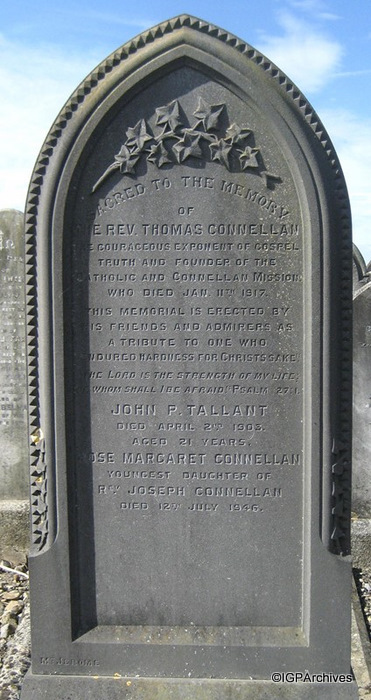 SACRED TO THE MEMORY
OF
THE REV. THOMAS CONNELLAN
THE COURAGEOUS EXPONENT OF GOSPEL
TRUTH AND FOUNDER OF THE
CATHOLIC AND CONNELLAN MISSION
WHO DIED JAN 11TH 1917.
THIS MEMORIAL IS ERECTED BY
HIS FRIENDS AND ADMIRERS AS
A TRIBUTE TO ONE WHO
ENDURED HARDNESS FOR CHRISTS SAKE
THE LORD IS THE STRENGTH OF MY LIFE;
OF WHOM SHALL I BE AFRAID." PSALM 27.1.
JOHN P. TALLANT
DIED APRIL 2ND 1903.
AGED 21 YEARS.
ROSE MARGARET CONNELLAN
YOUNGEST DAUGHTER OF
REV JOSEPH CONNELLAN
DIED 12TH JULY 1946.
©IGPArchives